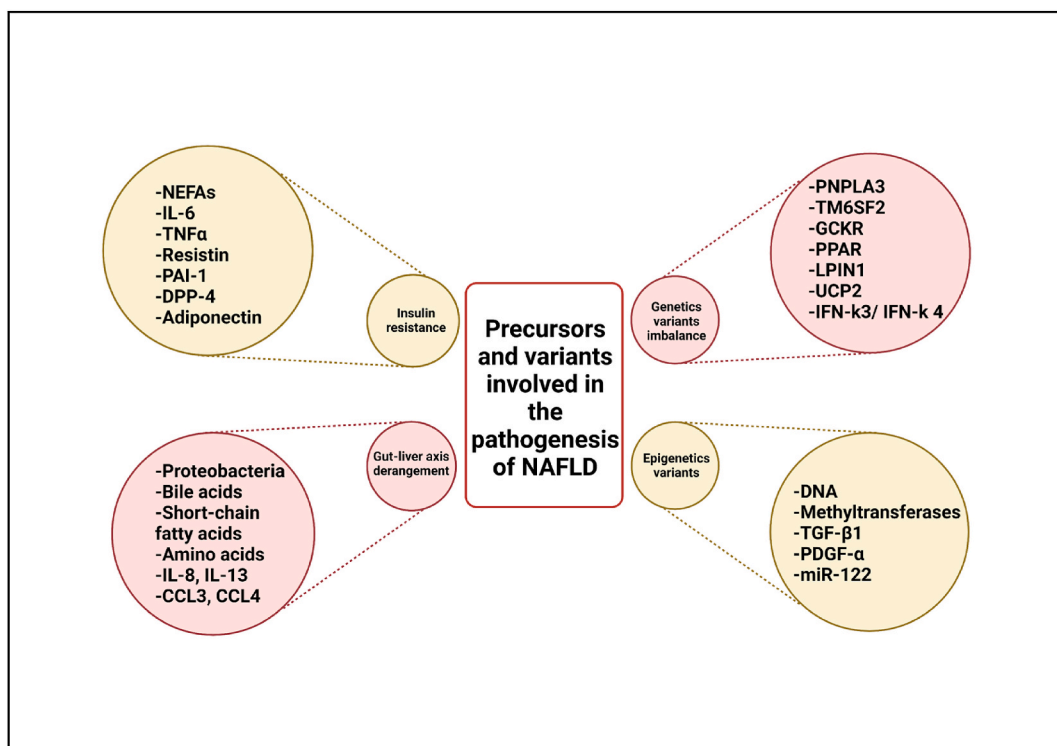 -NEFAs
-IL-6
-TNFα
-Resistin
-PAI-1
-DPP-4
-Adiponectin
Insulin
resistance
Precursors
and variants
involved in
the
pathogenesis
of NAFLD
Genetics
variants
imbalance
-PNPLA3
-TM6SF2
-GCKR
-PPAR
-LPIN1
-UCP2
-IFN-k3/ IFN-k 4
-Proteobacteria
-Bile acids
-Short-chain
fatty acids
-Amino acids
-IL-8, IL-13
-CCL3, CCL4
Gut-liver axis
derangement
Epigenetics
variants
-DNA
-Methyltransferases
-TGF-β1
-PDGF-α
-miR-122